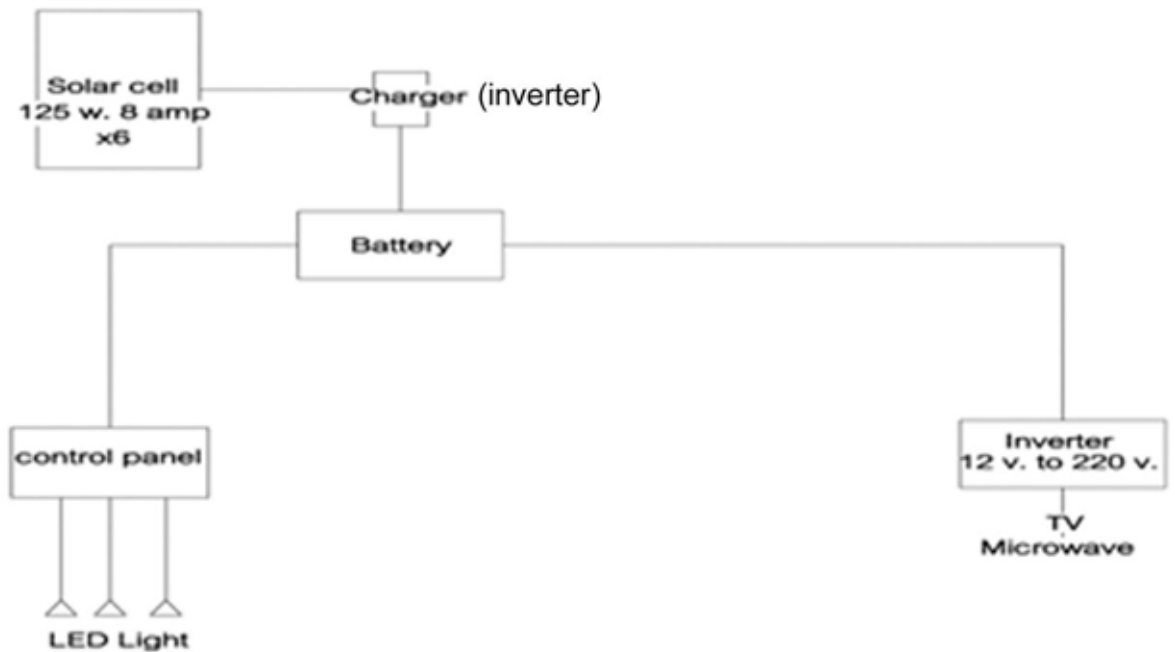 Solar cell
125 w. 8 amp
x6
Charger (inverter)
Battery
control panel
Inverter
12 v. to 220 v.
TV
Microwave
LED Light